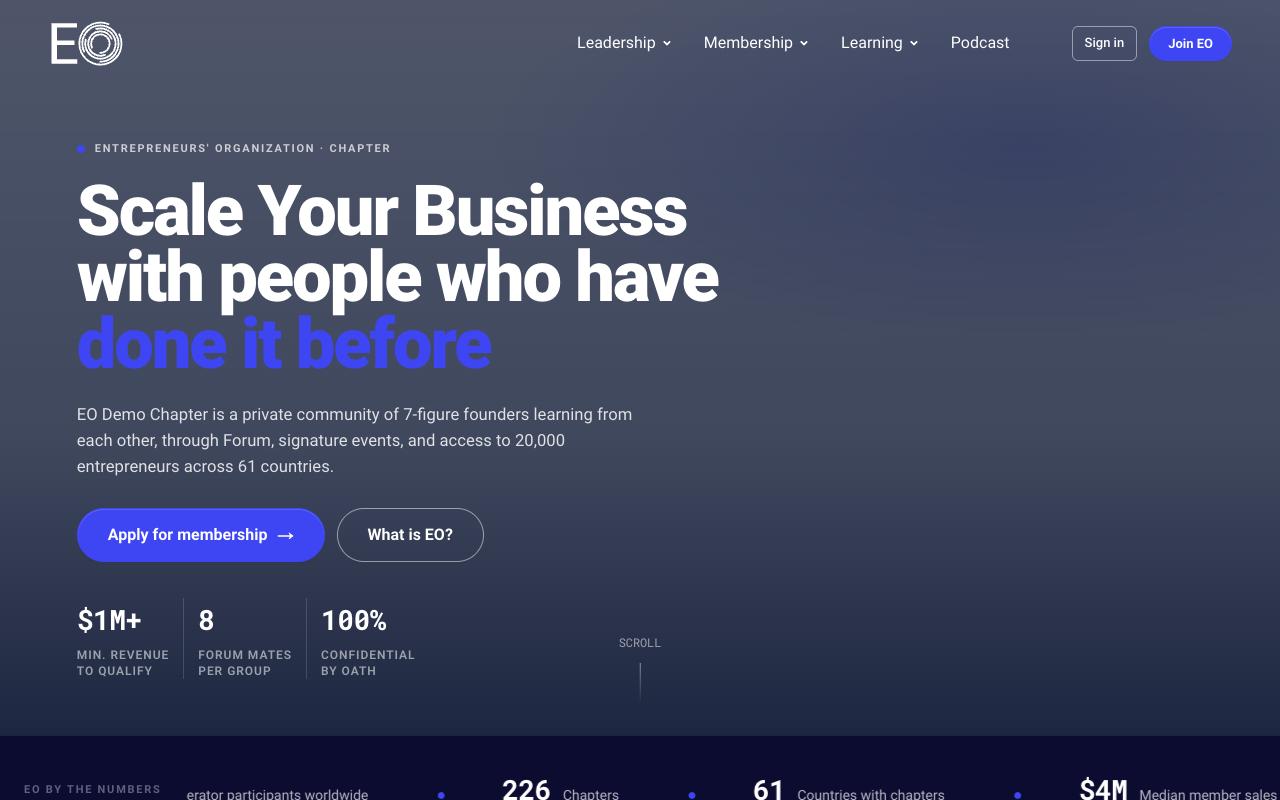 EO
Leadership
Membership
Learning
Podcast
Sign in
Join EO
ENTREPRENEURS' ORGANIZATION · CHAPTER
Scale Your Business
with people who have
done it before
EO Demo Chapter is a private community of 7-figure founders learning from
each other, through Forum, signature events, and access to 20,000
entrepreneurs across 61 countries.
Apply for membership →
What is EO?
$1M+
MIN. REVENUE
TO QUALIFY
8
FORUM MATES
PER GROUP
100%
CONFIDENTIAL
BY OATH
SCROLL
EO BY THE NUMBERS
erator participants worldwide
226 Chapters
61 Countries with chapters
$4M Median member sales